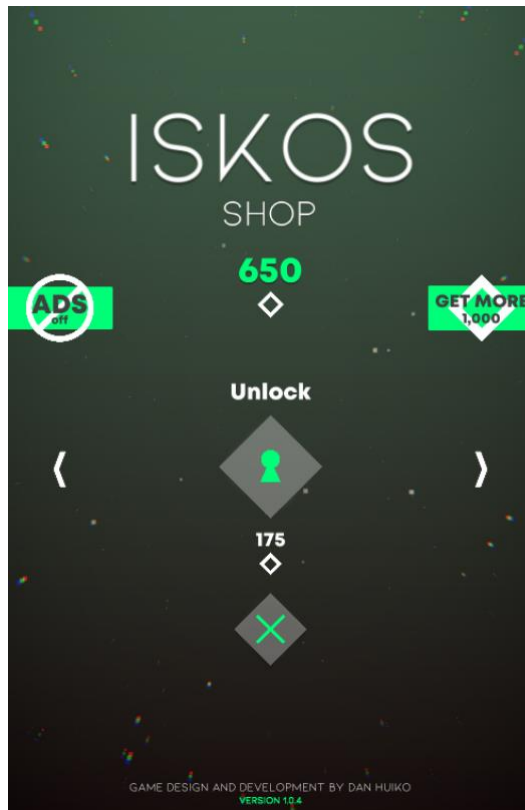 ISKOS
SHOP
650
ADS
off
GET MORE
1,000
Unlock
175
GAME DESIGN AND DEVELOPMENT BY DAN HUIKO
VERSION 1.0.4